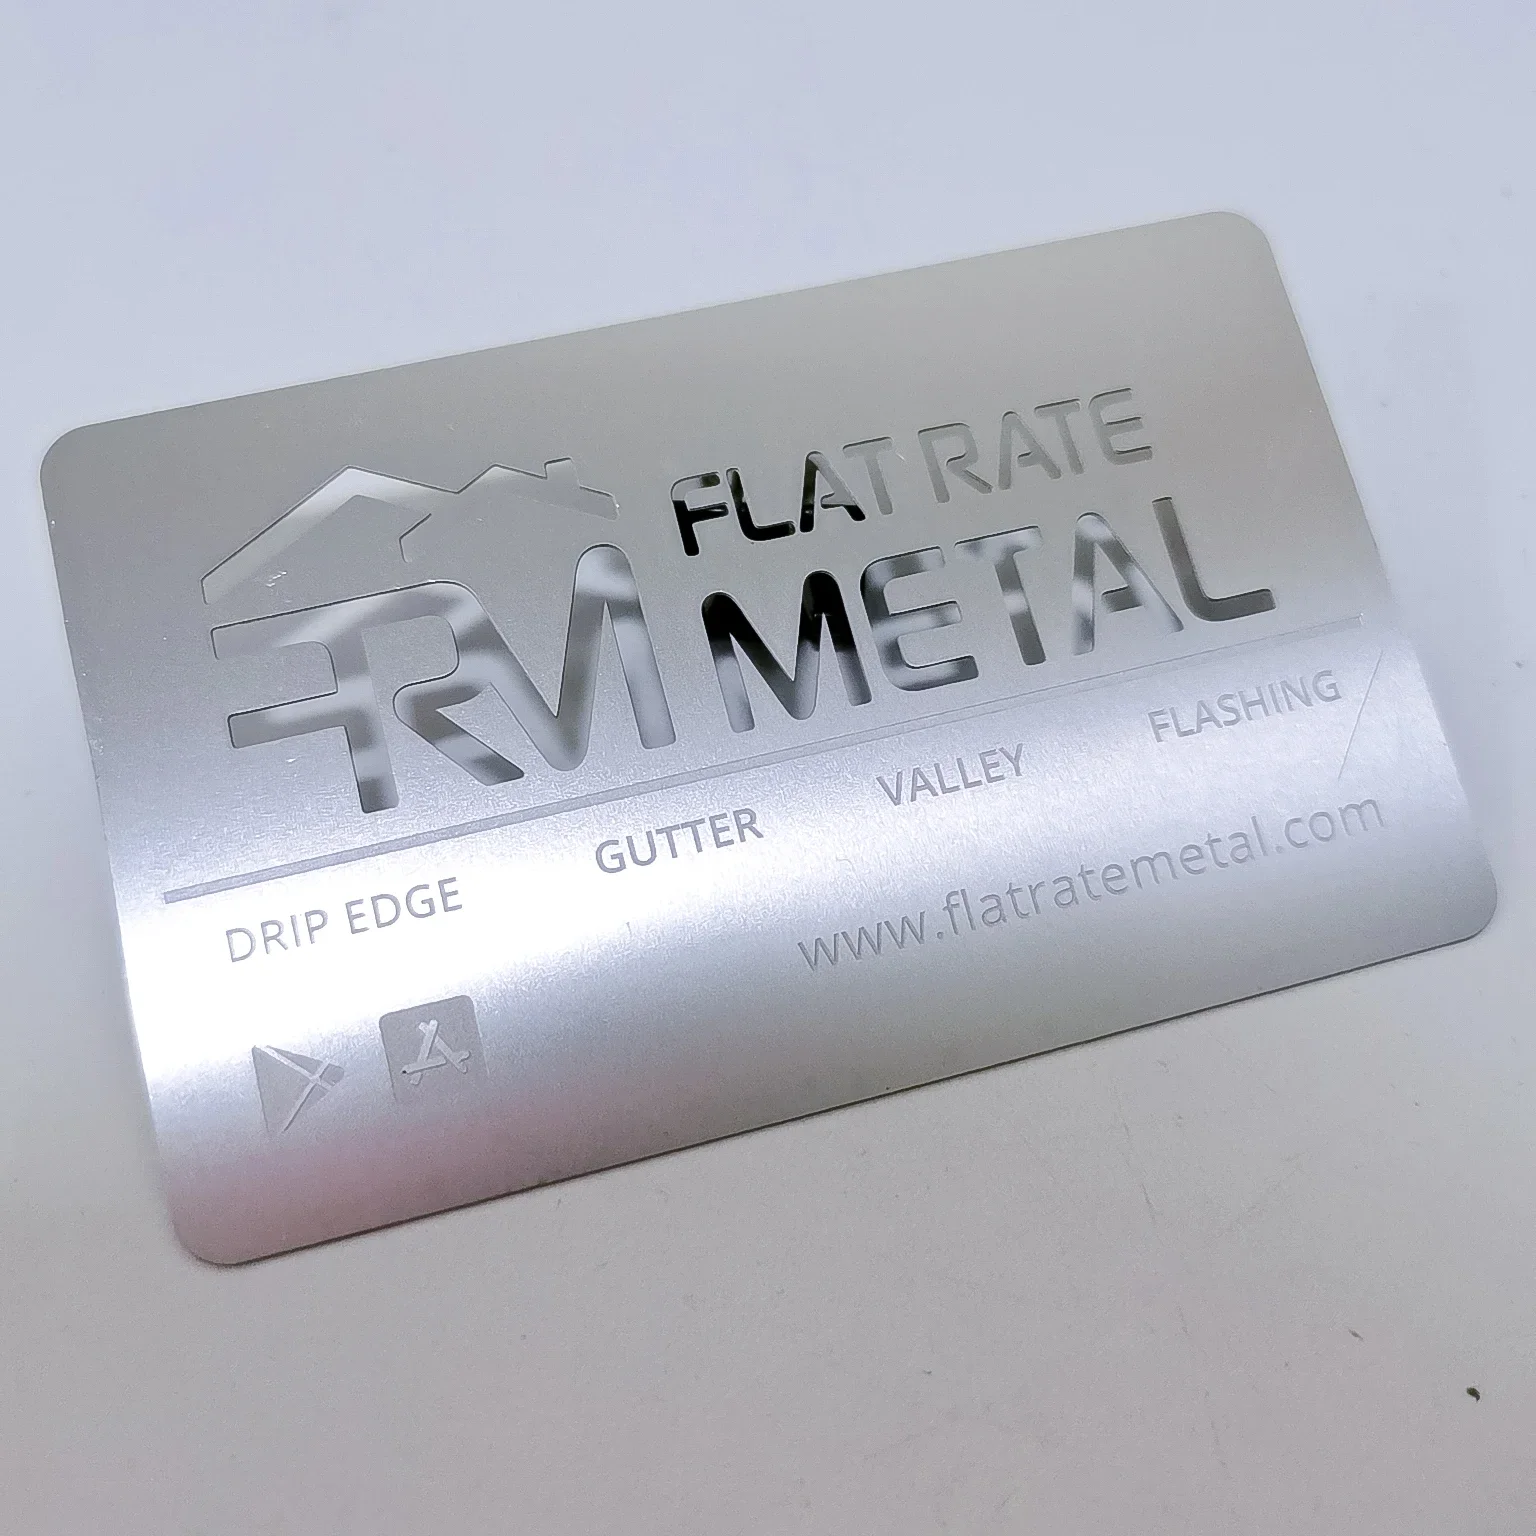 FRM
FLAT RATE
METAL
DRIP EDGE GUTTER VALLEY FLASHING
www.flatratemetal.com